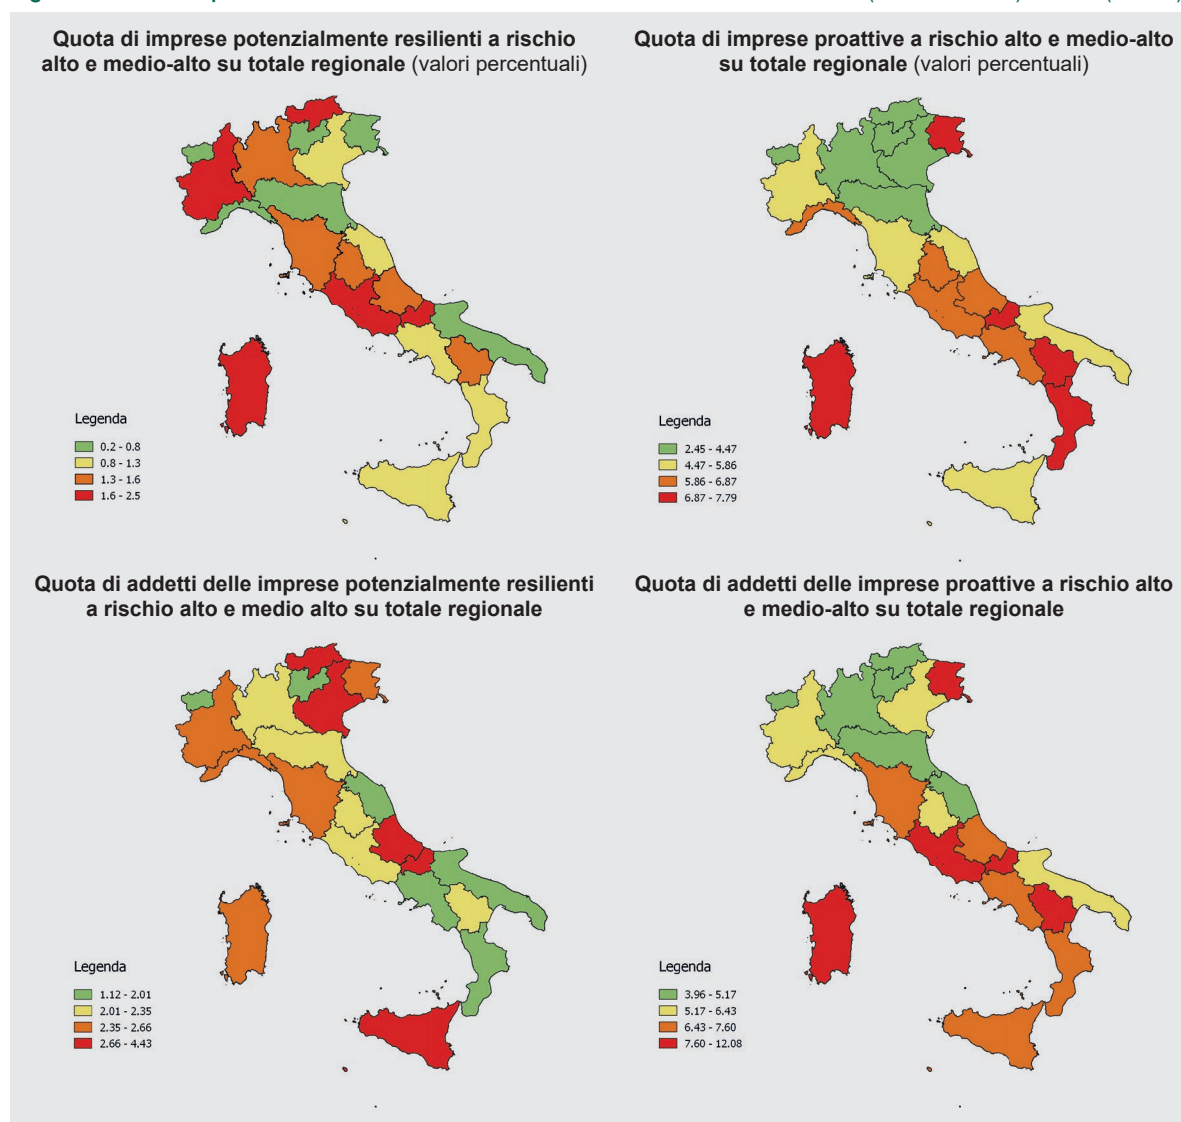 Quota di imprese potenzialmente resilienti a rischio
alto e medio-alto su totale regionale (valori percentuali)
Legenda
0.2 - 0.8
0.8 - 1.3
1.3 - 1.6
1.6 - 2.5
Quota di imprese proattive a rischio alto e medio-alto
su totale regionale (valori percentuali)
Legenda
2.45 - 4.47
4.47 - 5.86
5.86 - 6.87
6.87 - 7.79
Quota di addetti delle imprese potenzialmente resilienti
a rischio alto e medio alto su totale regionale
Legenda
1.12 - 2.01
2.01 - 2.35
2.35 - 2.66
2.66 - 4.43
Quota di addetti delle imprese proattive a rischio alto
e medio-alto su totale regionale
Legenda
3.96 - 5.17
5.17 - 6.43
6.43 - 7.60
7.60 - 12.08